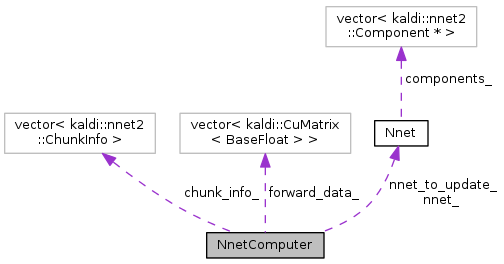 vector< kaldi::nnet2
::Component * >
components_
vector< kaldi::nnet2
::ChunkInfo >
vector< kaldi::CuMatrix
< BaseFloat > >
Nnet
chunk_info_
forward_data_
nnet_to_update_
nnet_
NnetComputer